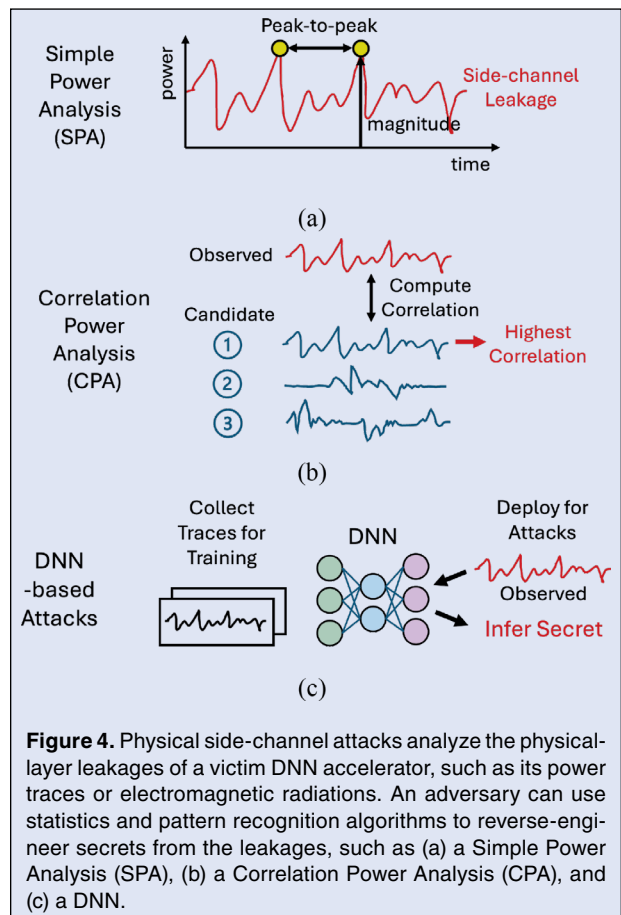 Peak-to-peak
Simple
Power
Analysis
(SPA)
power
Side-channel
Leakage
magnitude
time
(a)
Observed
Compute
Correlation
Correlation
Power
Analysis
(CPA)
Candidate
1
Highest
Correlation
2
3
(b)
Collect
Traces for
Training
DNN
Deploy for
Attacks
DNN
-based
Attacks
Observed
Infer Secret
(c)
Figure 4. Physical side-channel attacks analyze the physical-
layer leakages of a victim DNN accelerator, such as its power
traces or electromagnetic radiations. An adversary can use
statistics and pattern recognition algorithms to reverse-engi-
neer secrets from the leakages, such as (a) a Simple Power
Analysis (SPA), (b) a Correlation Power Analysis (CPA), and
(c) a DNN.